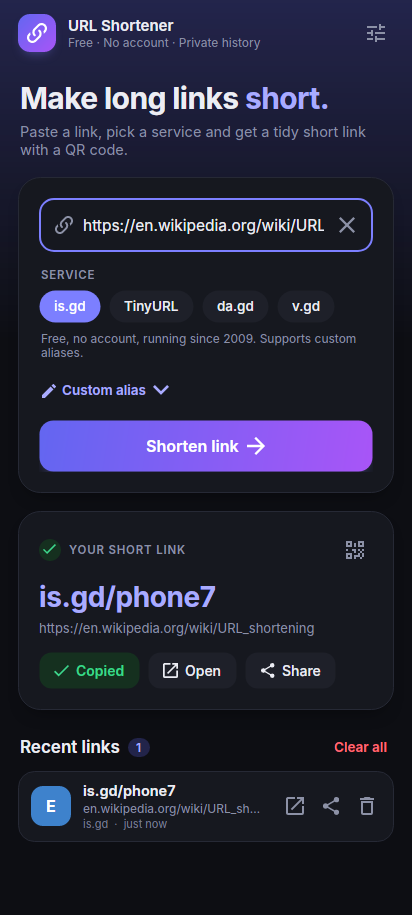 URL Shortener
Free · No account · Private history
Make long links short.
Paste a link, pick a service and get a tidy short link
with a QR code.
https://en.wikipedia.org/wiki/URL
SERVICE
is.gd TinyURL da.gd v.gd
Free, no account, running since 2009. Supports custom
aliases.
Custom alias
Shorten link
YOUR SHORT LINK
is.gd/phone7
https://en.wikipedia.org/wiki/URL_shortening
Copied Open Share
Recent links 1 Clear all
E
is.gd/phone7
en.wikipedia.org/wiki/URL_sh...
is.gd · just now